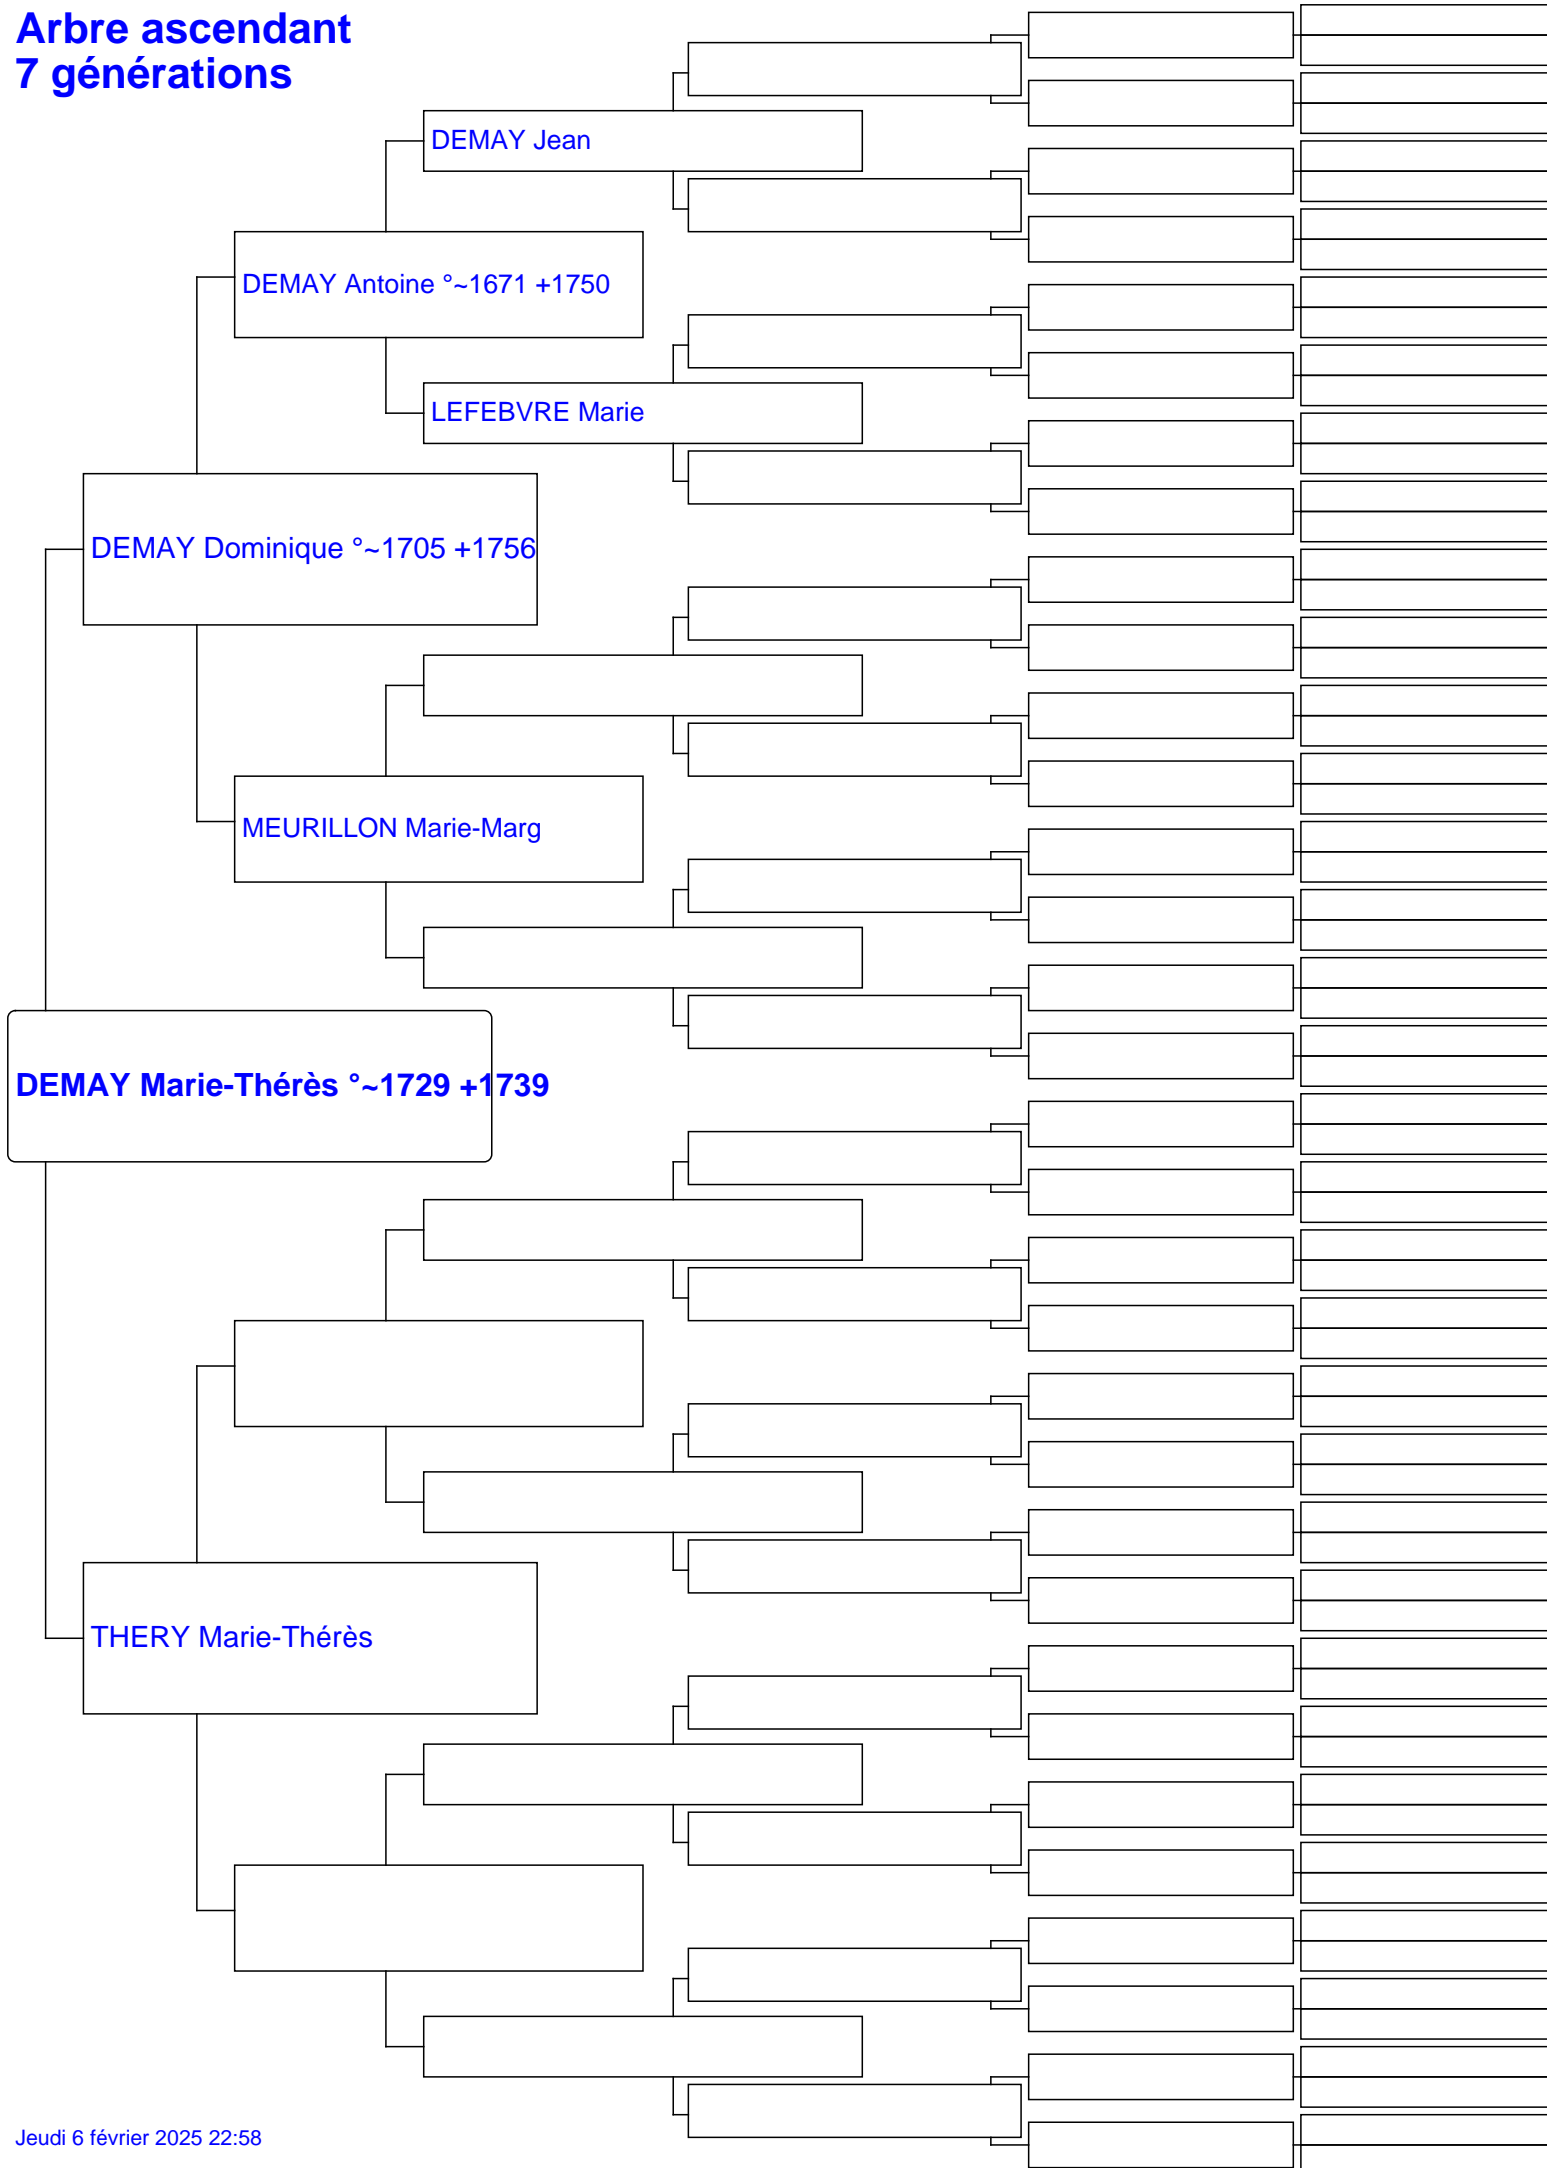 Arbre ascendant
7 générations
DEMAY Jean
DEMAY Antoine °~1671 +1750
LEFEBVRE Marie
DEMAY Dominique °~1705 +1756
MEURILLON Marie-Marg
DEMAY Marie-Thérès °~1729 +1739
THERY Marie-Thérès
Jeudi 6 février 2025 22:58